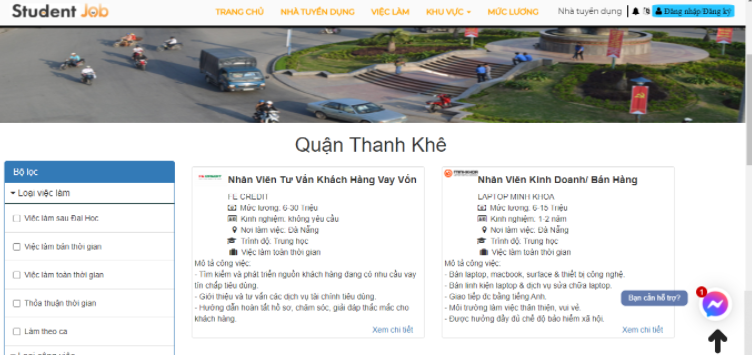 Student Job
TRANG CHỦ NHÀ TUYỂN DỤNG VIỆC LÀM KHU VỰC MỨC LƯƠNG Nhà tuyển dụng Đăng nhập/Đăng ký
Quận Thanh Khê
Bộ lọc
Loại việc làm
Việc làm sau Đại Học
Việc làm bán thời gian
Việc làm toàn thời gian
Thỏa thuận thời gian
Làm theo ca
Nhân Viên Tư Vấn Khách Hàng Vay Vốn
FE CREDIT
Mức lương: 6-30 Triệu
Kinh nghiệm: không yêu cầu
Nơi làm việc: Đà Nẵng
Trình độ: Trung học
Việc làm toàn thời gian
Mô tả công việc:
- Tìm kiếm và phát triển nguồn khách hàng đang có nhu cầu vay
tín chấp tiêu dùng.
- Giới thiệu và tư vấn các dịch vụ tài chính tiêu dùng.
- Hướng dẫn hoàn tất hồ sơ, chăm sóc, giải đáp thắc mắc cho
khách hàng.
Xem chi tiết
Nhân Viên Kinh Doanh/ Bán Hàng
LAPTOP MINH KHOA
Mức lương: 6-15 Triệu
Kinh nghiệm: 1-2 năm
Nơi làm việc: Đà Nẵng
Trình độ: Trung học
Việc làm toàn thời gian
Mô tả công việc:
- Bán laptop, macbook, surface & thiết bị công nghệ.
- Bán linh kiện laptop & dịch vụ sửa chữa laptop.
- Giao tiếp đc bằng tiếng Anh.
- Môi trường làm việc thân thiện, vui vẻ.
- Được hưởng đầy đủ chế độ bảo hiểm xã hội.
Xem chi tiết
Bạn cần hỗ trợ?
1